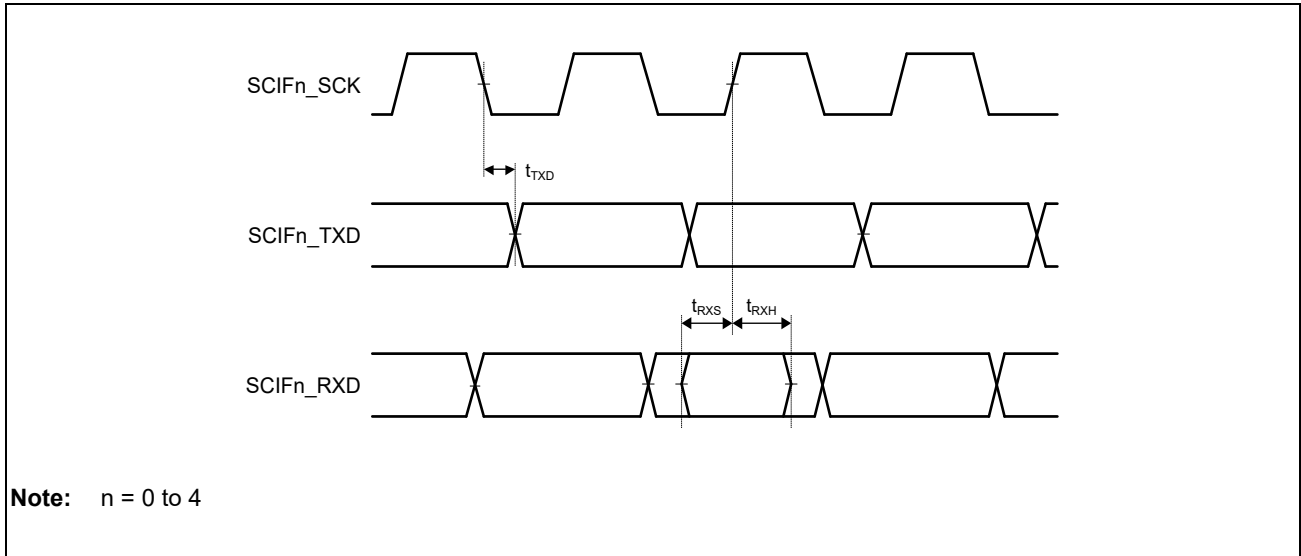 SCIFn_SCK
tTXD
SCIFn_TXD
tRXS tRXH
SCIFn_RXD
Note: n = 0 to 4